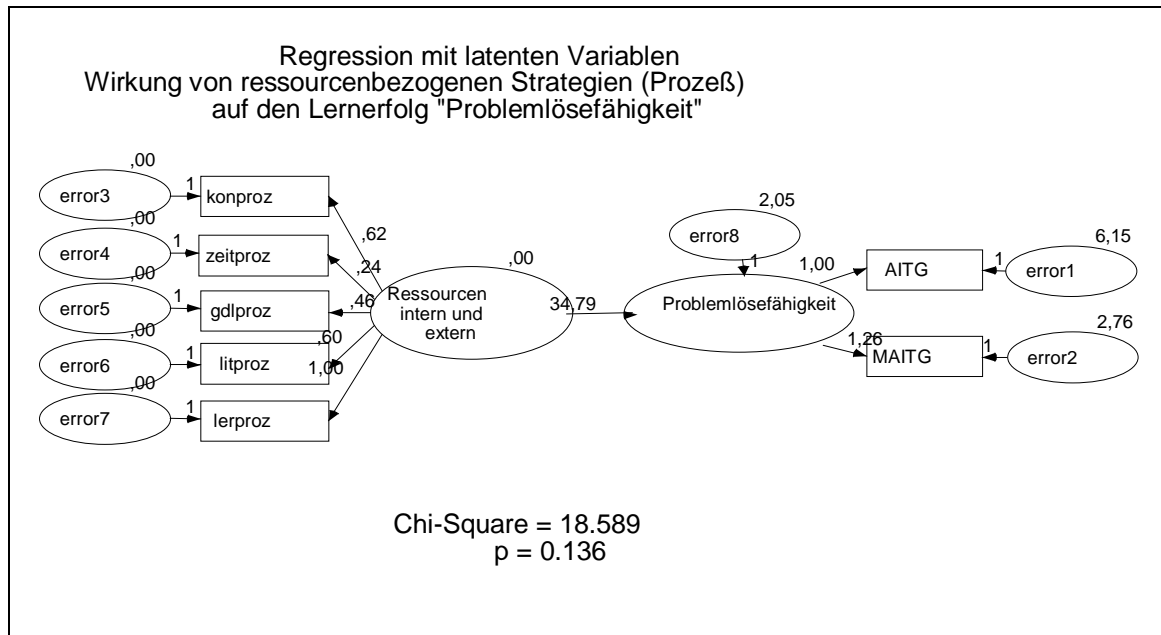 Regression mit latenten Variablen
Wirkung von ressourcenbezogenen Strategien (Prozeß)
auf den Lernerfolg "Problemlösefähigkeit"
,00
error3
1
konproz
,00
error4
1
zeitproz
,00
error5
1
gdlproz
,00
error6
1
litproz
,00
error7
1
lerproz
,62
,24
,46
,60
1,00
,00
Ressourcen
intern und
extern
34,79
2,05
error8
1
Problemlösefähigkeit
1,00
AITG
1
6,15
error1
1,26
MAITG
1
2,76
error2
Chi-Square = 18.589
p = 0.136